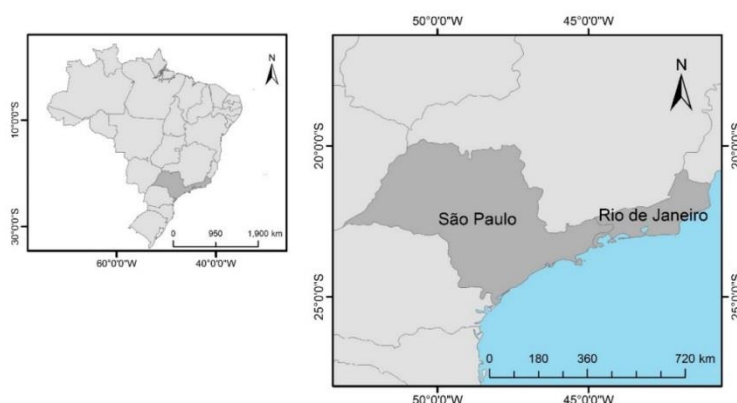 N
10°0'0"S
30°0'0"S
0 950 1,900 km
60°0'0"W 40°0'0"W
50°0'0"W 45°0'0"W
N
20°0'0"S 20°0'0"S
São Paulo
Rio de Janeiro
25°0'0"S 25°0'0"S
0 180 360 720 km
50°0'0"W 45°0'0"W